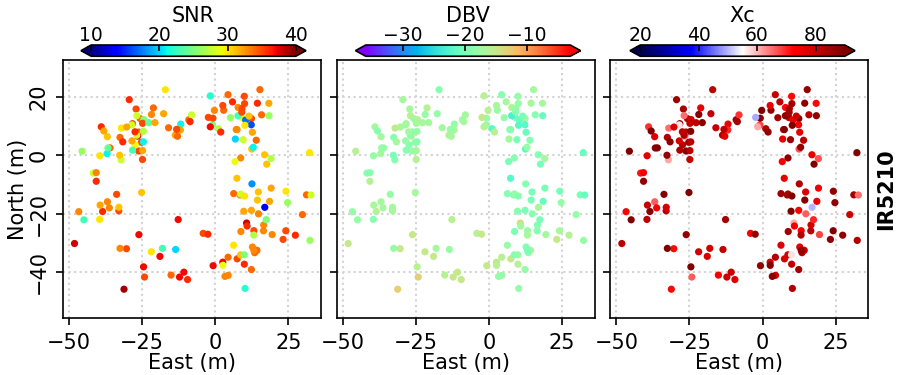 SNR DBV Xc
10 20 30 40 −30 −20 −10 20 40 60 80
20
0
−20
−40
North (m)
IR5210
−50 −25 0 25 −50 −25 0 25 −50 −25 0 25
East (m) East (m) East (m)